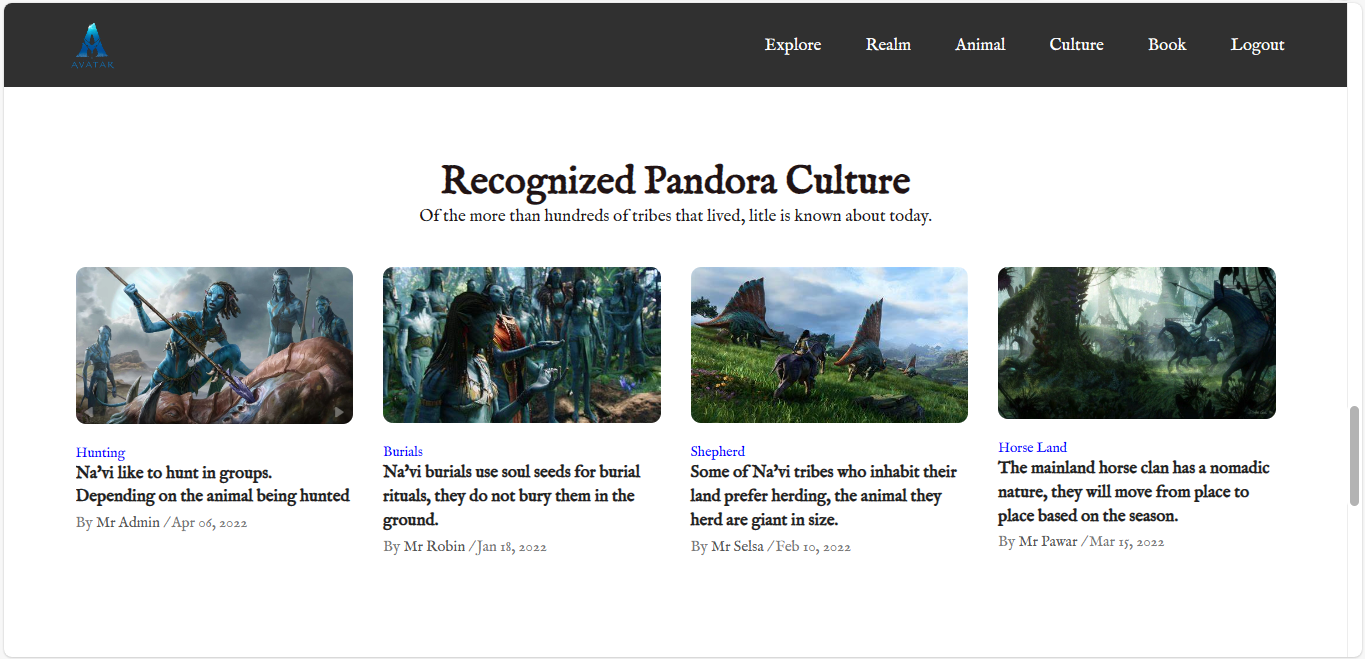 AVATAR
Explore
Realm
Animal
Culture
Book
Logout
Recognized Pandora Culture
Of the more than hundreds of tribes that lived, litle is known about today.
Hunting
Na'vi like to hunt in groups.
Depending on the animal being hunted
By Mr Admin /Apr 06, 2022
Burials
Na'vi burials use soul seeds for burial
rituals, they do not bury them in the
ground.
By Mr Robin /Jan 18, 2022
Shepherd
Some of Na'vi tribes who inhabit their
land prefer herding, the animal they
herd are giant in size.
By Mr Selsa /Feb 10, 2022
Horse Land
The mainland horse clan has a nomadic
nature, they will move from place to
place based on the season.
By Mr Pawar /Mar 15, 2022